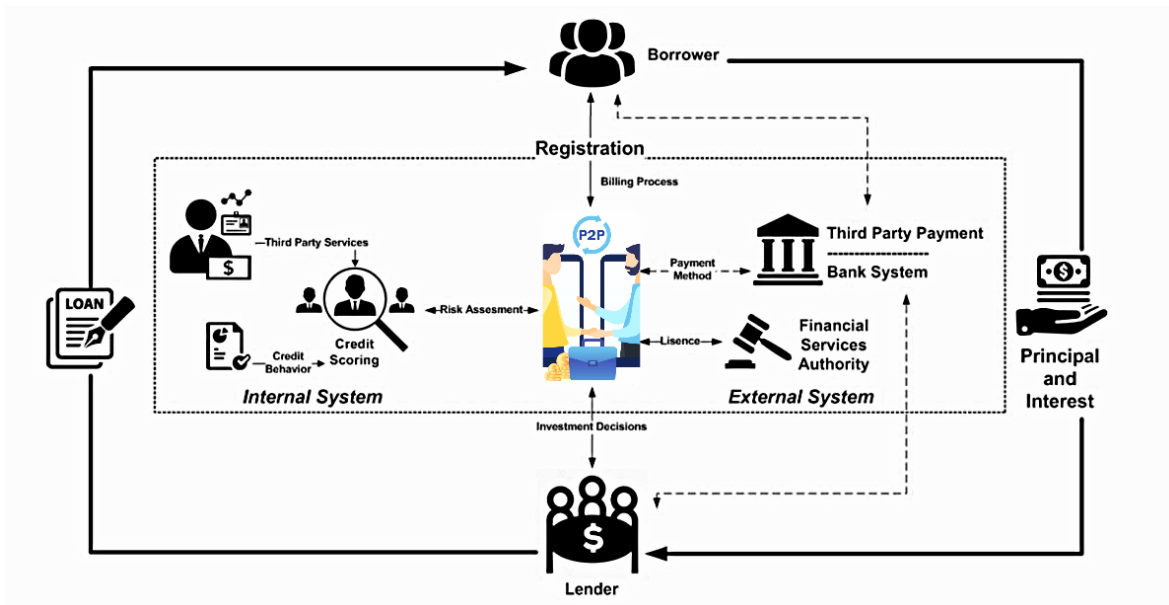 Borrower
Registration
Billing Process
P2P
Third Party Services
Third Party Payment
Bank System
Payment
Method
LOAN
$
Risk Assesment
Credit
Scoring
Credit
Behavior
Lisence
Financial
Services
Authority
Internal System
External System
$
Principal
and
Interest
Investment Decisions
$
Lender